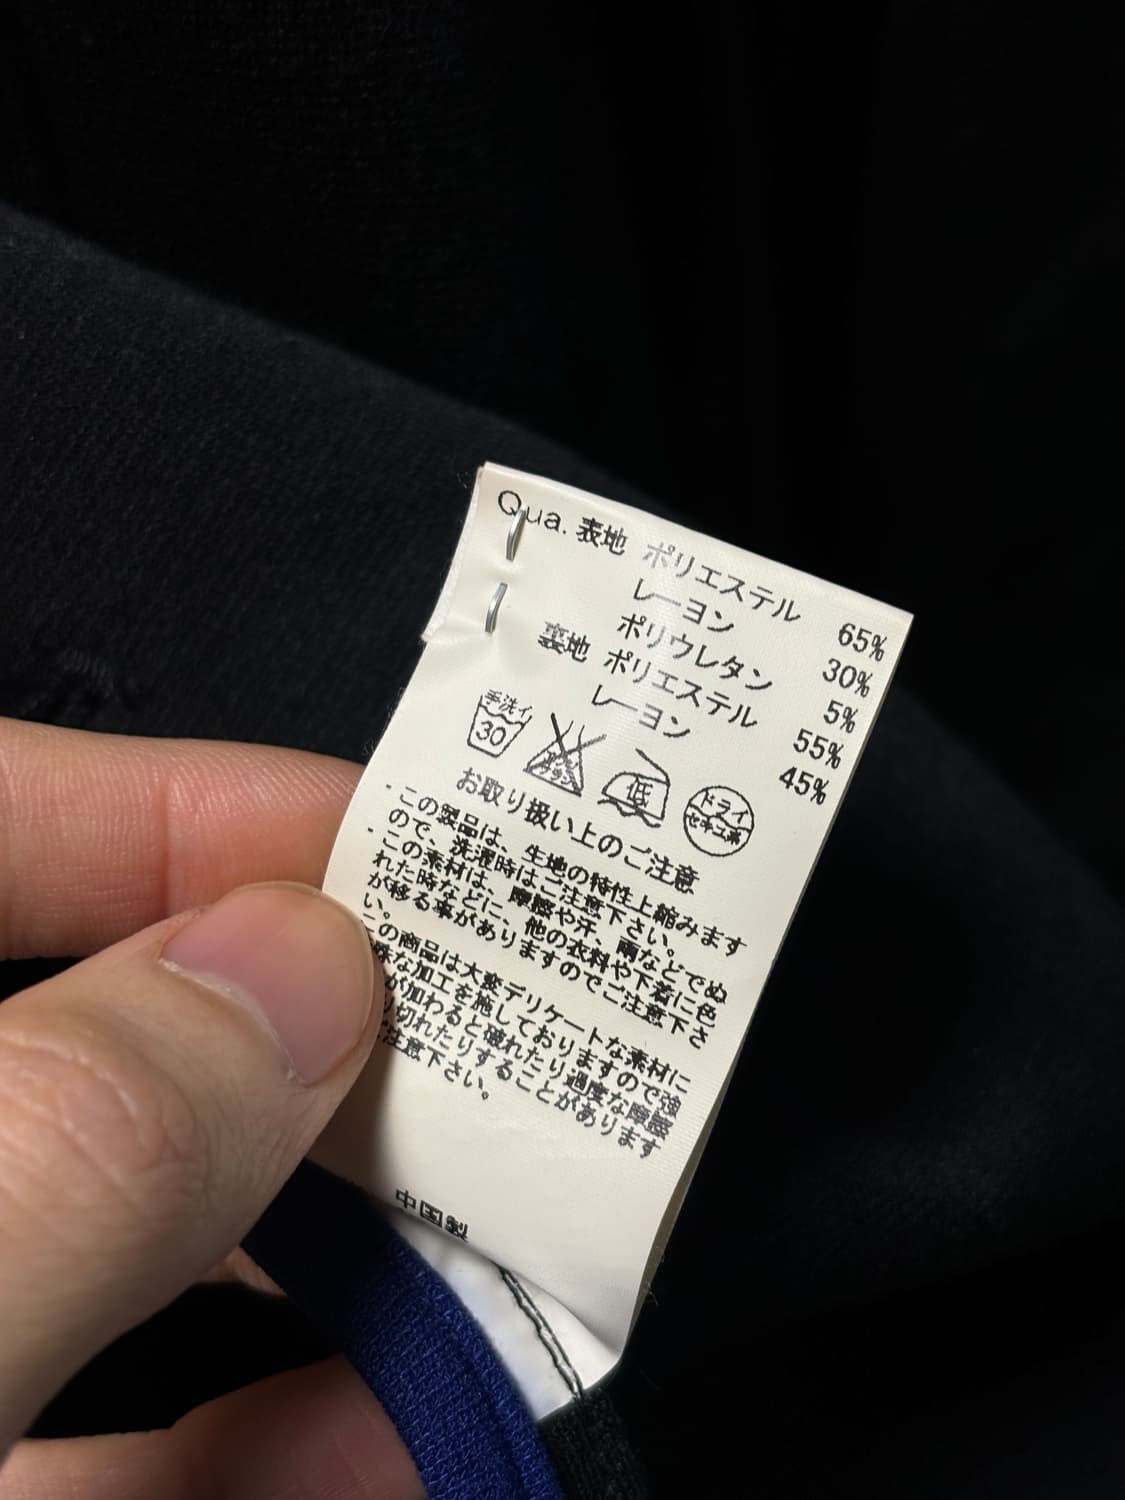 Qua. 表地 ポリエステル 65%
レーヨン 30%
ポリウレタン 5%
裏地 ポリエステル 55%
レーヨン 45%
手洗イ
30
低
ドライ
セキユ系
お取り扱い上のご注意
・この製品は、生地の特性上縮みます
ので、洗濯時はご注意下さい。
・この素材は、摩擦や汗、雨などでぬ
れた時などに、他の衣料や下着に色
が移る事がありますのでご注意下さ
い。
この商品は大変デリケートな素材に
殊な加工を施しておりますので強
が加わると破れたり過度な摩擦
切れたりすることがあります
ご注意下さい。
中国製